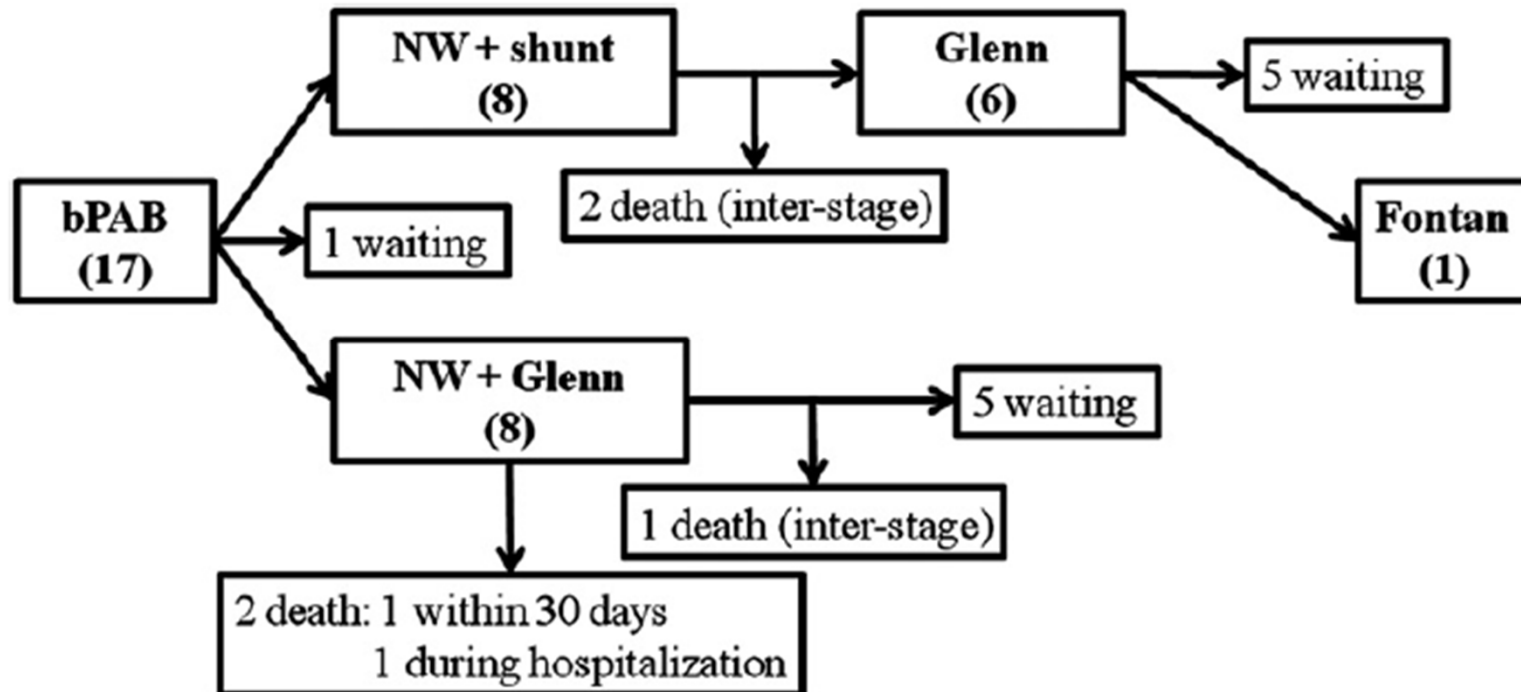 NW + shunt
(8)
Glenn
(6)
5 waiting
2 death (inter-stage)
bPAB
(17)
1 waiting
Fontan
(1)
NW + Glenn
(8)
5 waiting
1 death (inter-stage)
2 death: 1 within 30 days
1 during hospitalization